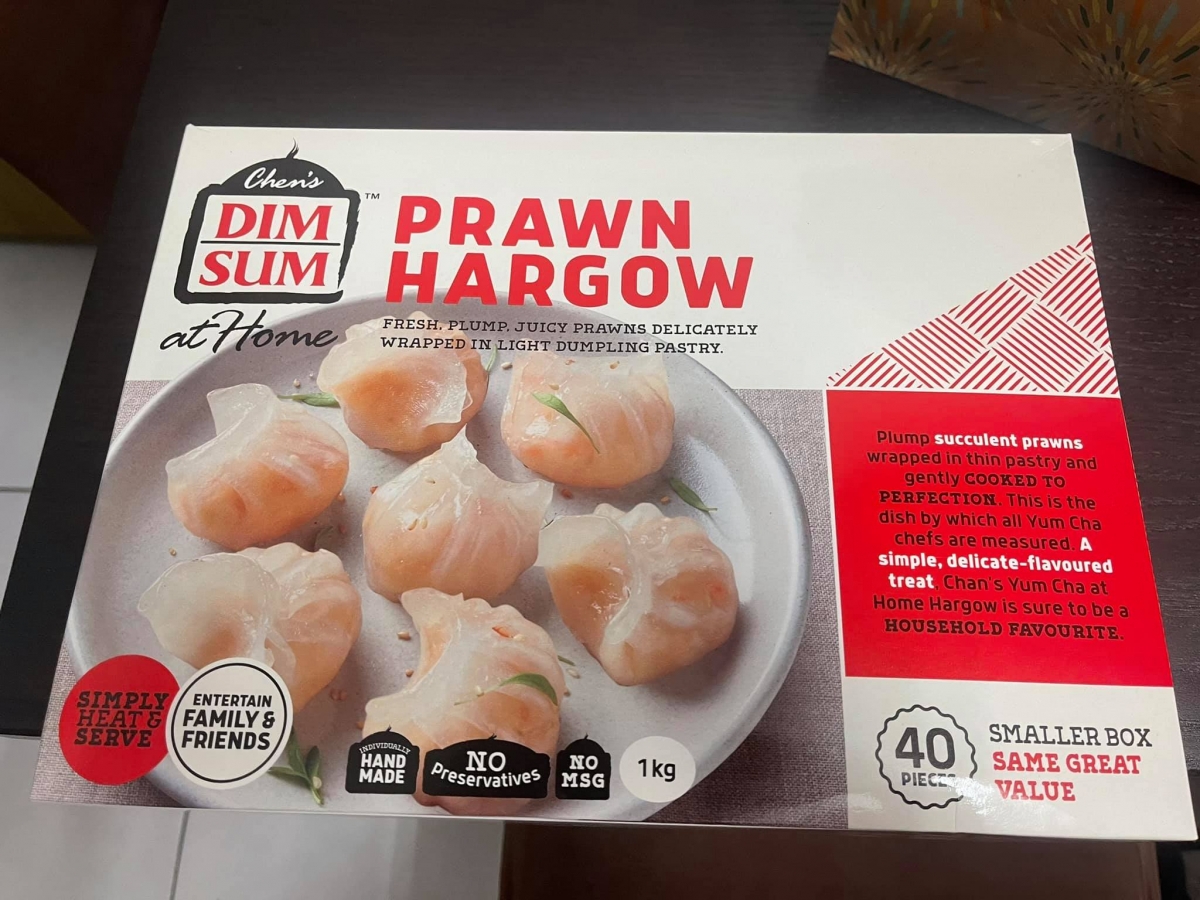 Chen's
DIM
SUM
™
at Home
PRAWN
HARGOW
FRESH, PLUMP, JUICY PRAWNS DELICATELY
WRAPPED IN LIGHT DUMPLING PASTRY.
Plump succulent prawns
wrapped in thin pastry and
gently COOKED TO
PERFECTION. This is the
dish by which all Yum Cha
chefs are measured. A
simple, delicate-flavoured
treat, Chan's Yum Cha at
Home Hargow is sure to be a
HOUSEHOLD FAVOURITE.
SIMPLY
HEAT &
SERVE
ENTERTAIN
FAMILY &
FRIENDS
INDIVIDUALLY
HAND
MADE
NO
Preservatives
NO
MSG
1kg
40
PIECES
SMALLER BOX
SAME GREAT
VALUE